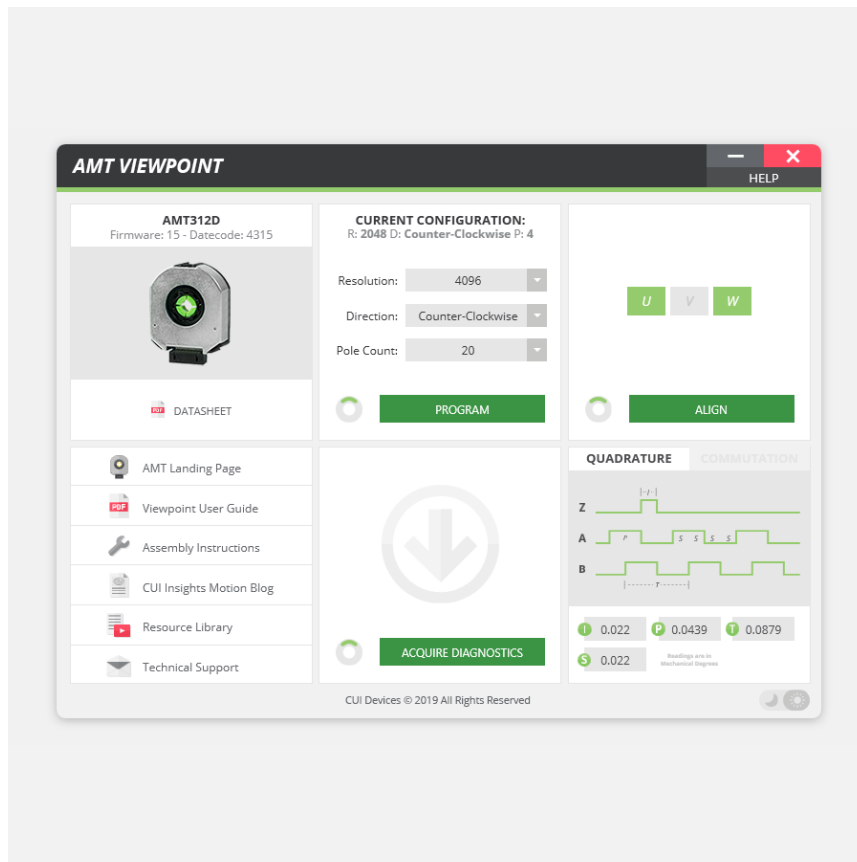 AMT VIEWPOINT
HELP
AMT312D
Firmware: 15 - Datecode: 4315
DATASHEET
CURRENT CONFIGURATION:
R: 2048 D: Counter-Clockwise P: 4
Resolution: 4096
Direction: Counter-Clockwise
Pole Count: 20
PROGRAM
U V W
ALIGN
AMT Landing Page
Viewpoint User Guide
Assembly Instructions
CUI Insights Motion Blog
Resource Library
Technical Support
ACQUIRE DIAGNOSTICS
QUADRATURE COMMUTATION
I
Z
A P S S S S
B
T
I 0.022 P 0.0439 T 0.0879
S 0.022
Readings are in
Mechanical Degrees
PDF
PDF
CUI Devices © 2019 All Rights Reserved